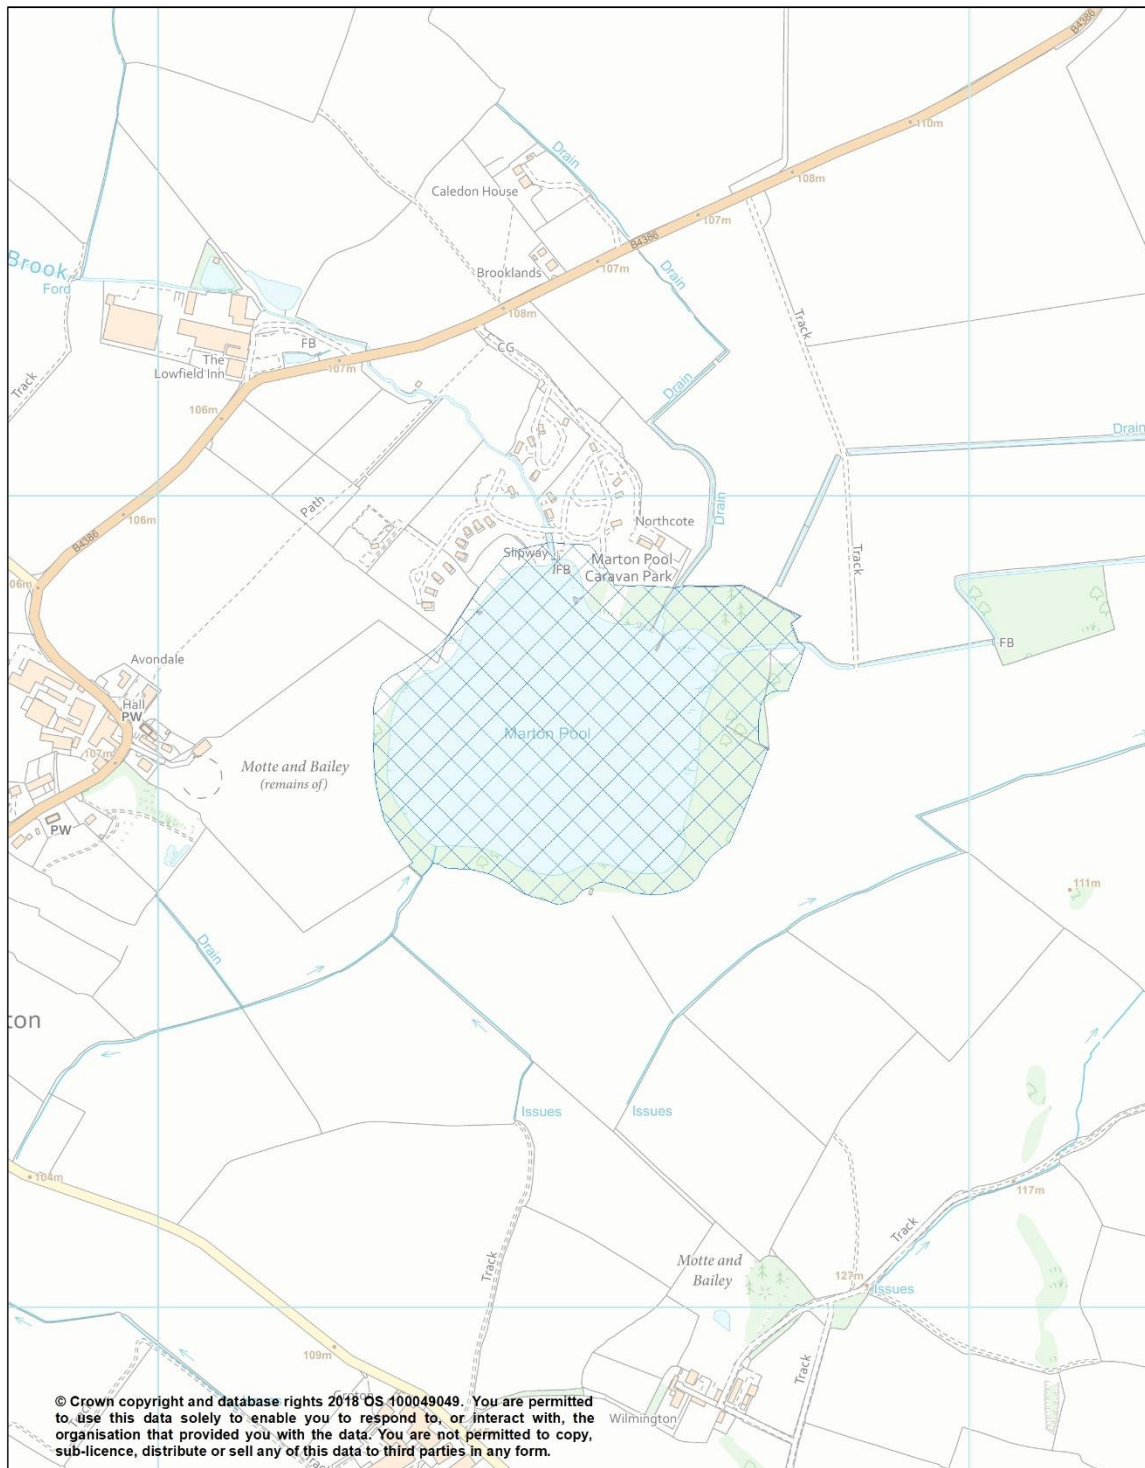 B4386
110m
Drain
108m
Caledon House
107m
B4386
Brook
Brooklands
107m
Drain
Ford
108m
Track
FB
CG
The
Lowfield Inn
107m
Track
Drain
106m
Drain
Path
106m
Drain
Northcote
B4386
Slipway
Marton Pool
Track
FB
Caravan Park
06m
FB
Avondale
Hall
PW
Marton Pool
107m
Motte and Bailey
(remains of)
PW
111m
Drain
ton
Issues
Issues
104m
117m
Track
Motte and
Bailey
Track
127m
Issues
109m
Track
© Crown copyright and database rights 2018 OS 100049049. You are permitted
to use this data solely to enable you to respond to, or interact with, the
organisation that provided you with the data. You are not permitted to copy,
sub-licence, distribute or sell any of this data to third parties in any form.
Wilmington